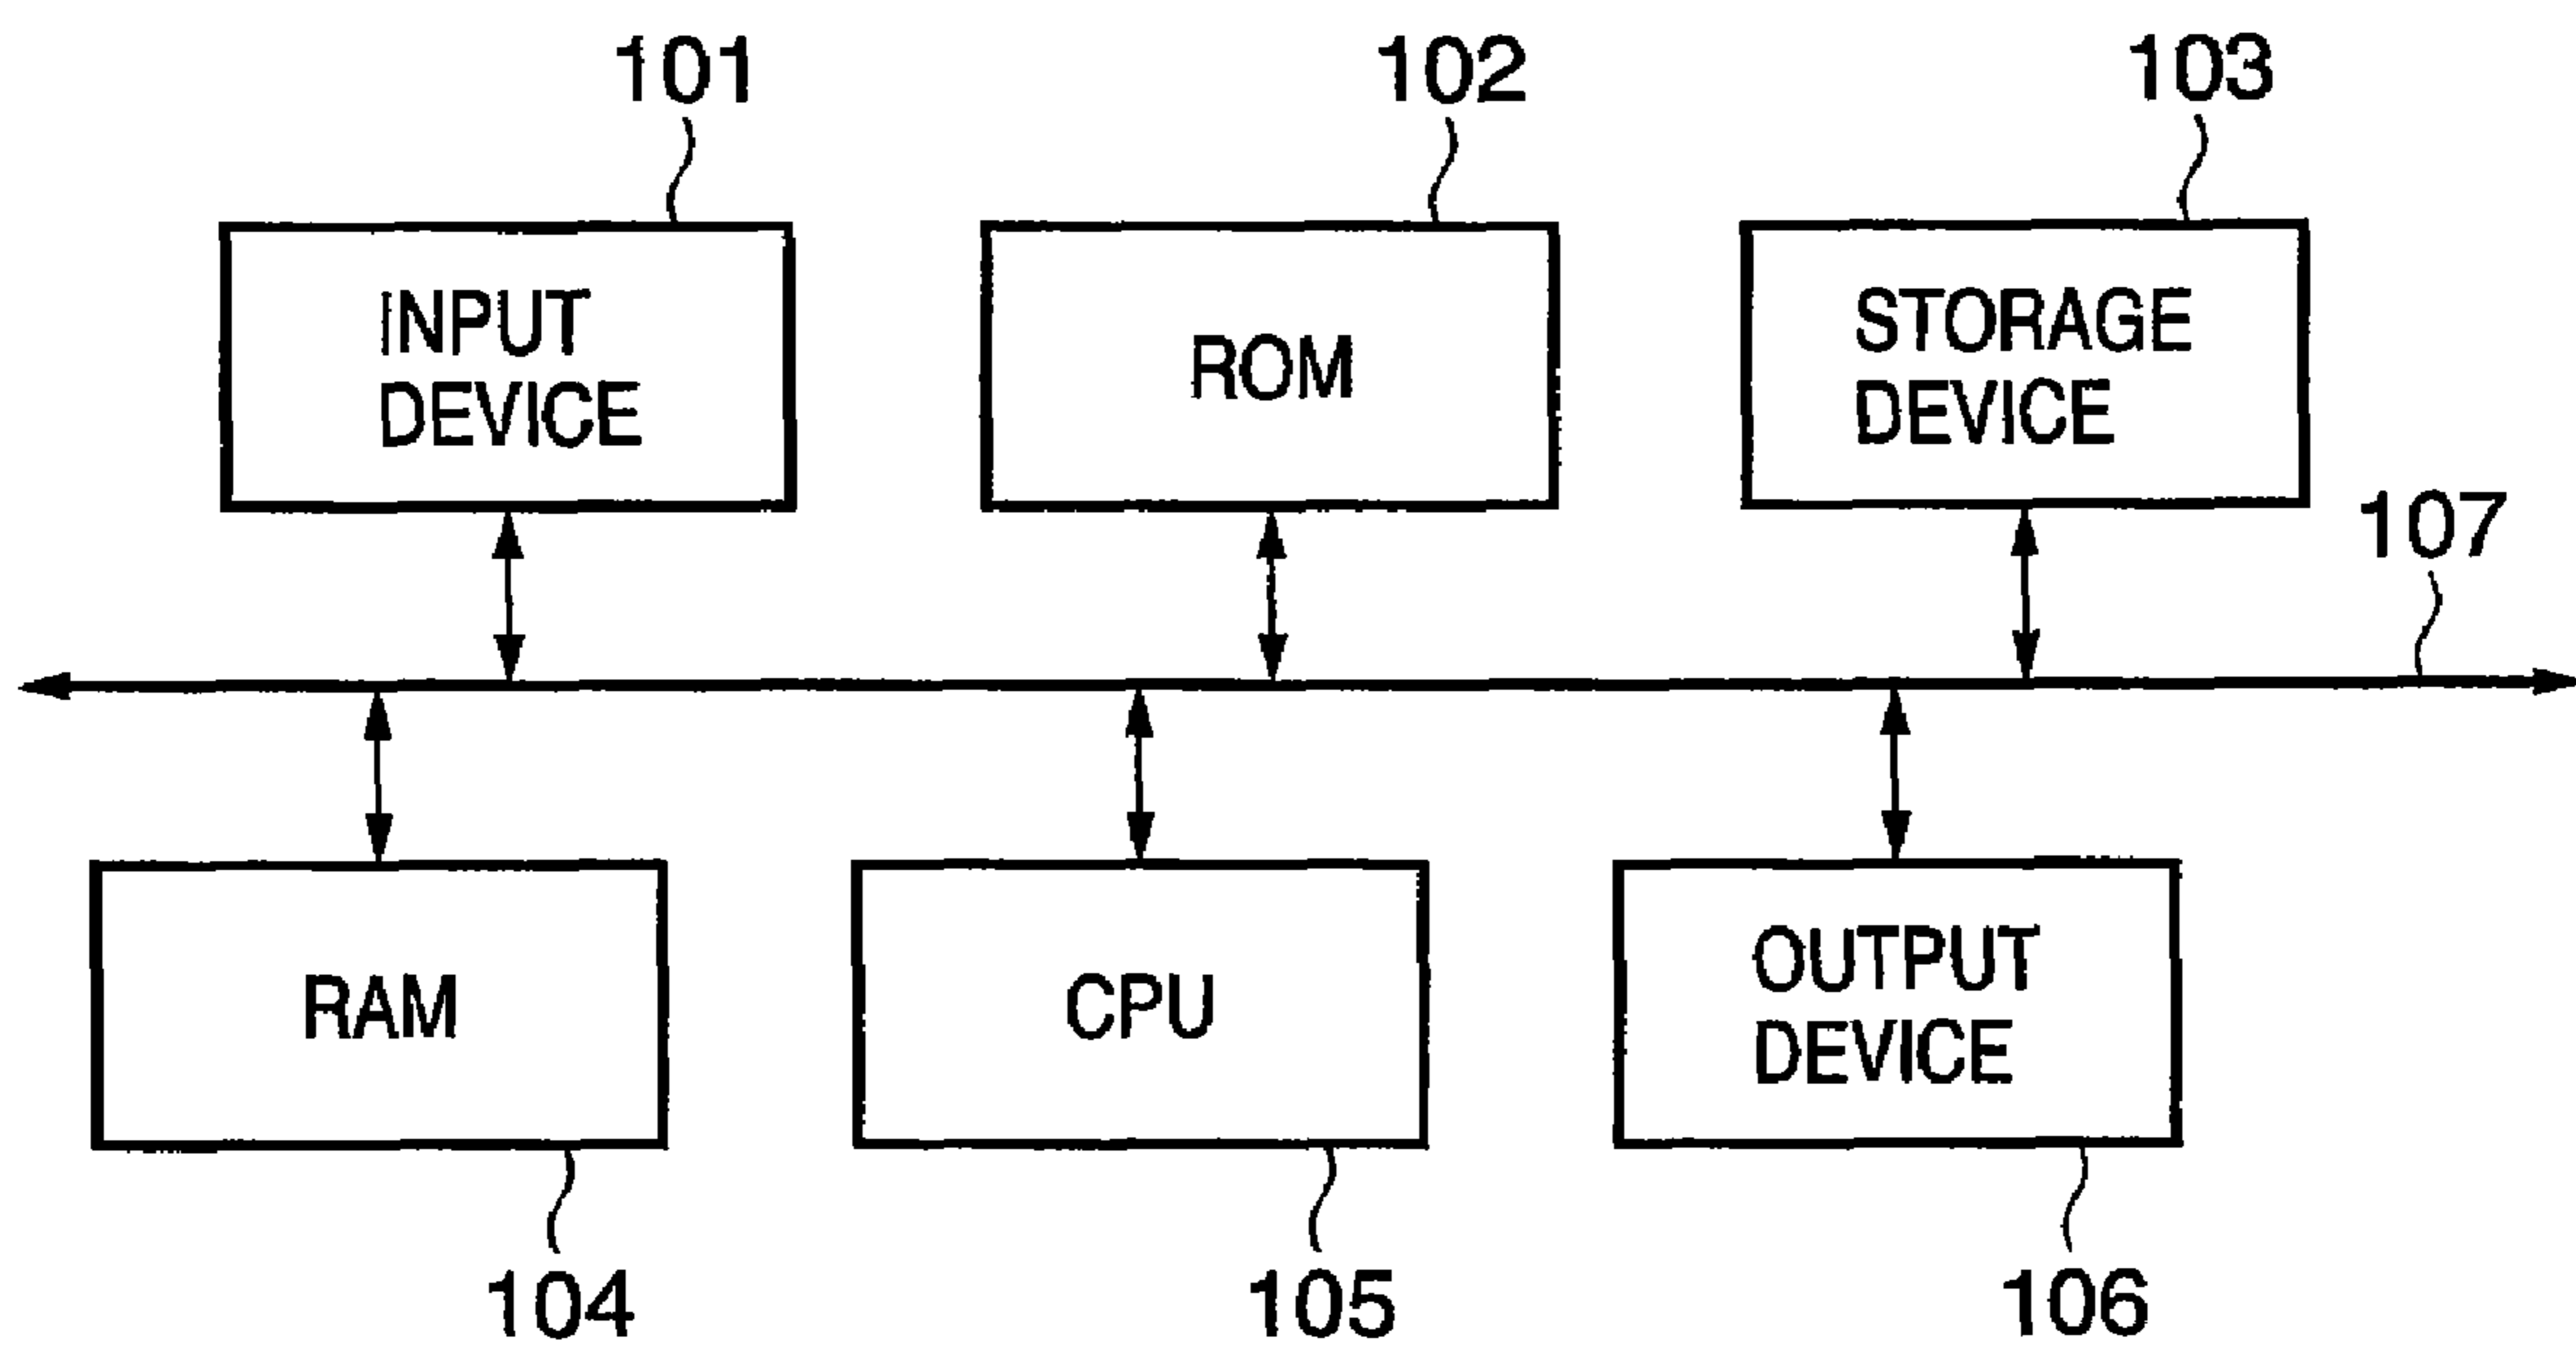 101
102
103
INPUT
DEVICE
ROM
STORAGE
DEVICE
107
RAM
CPU
OUTPUT
DEVICE
104
105
106